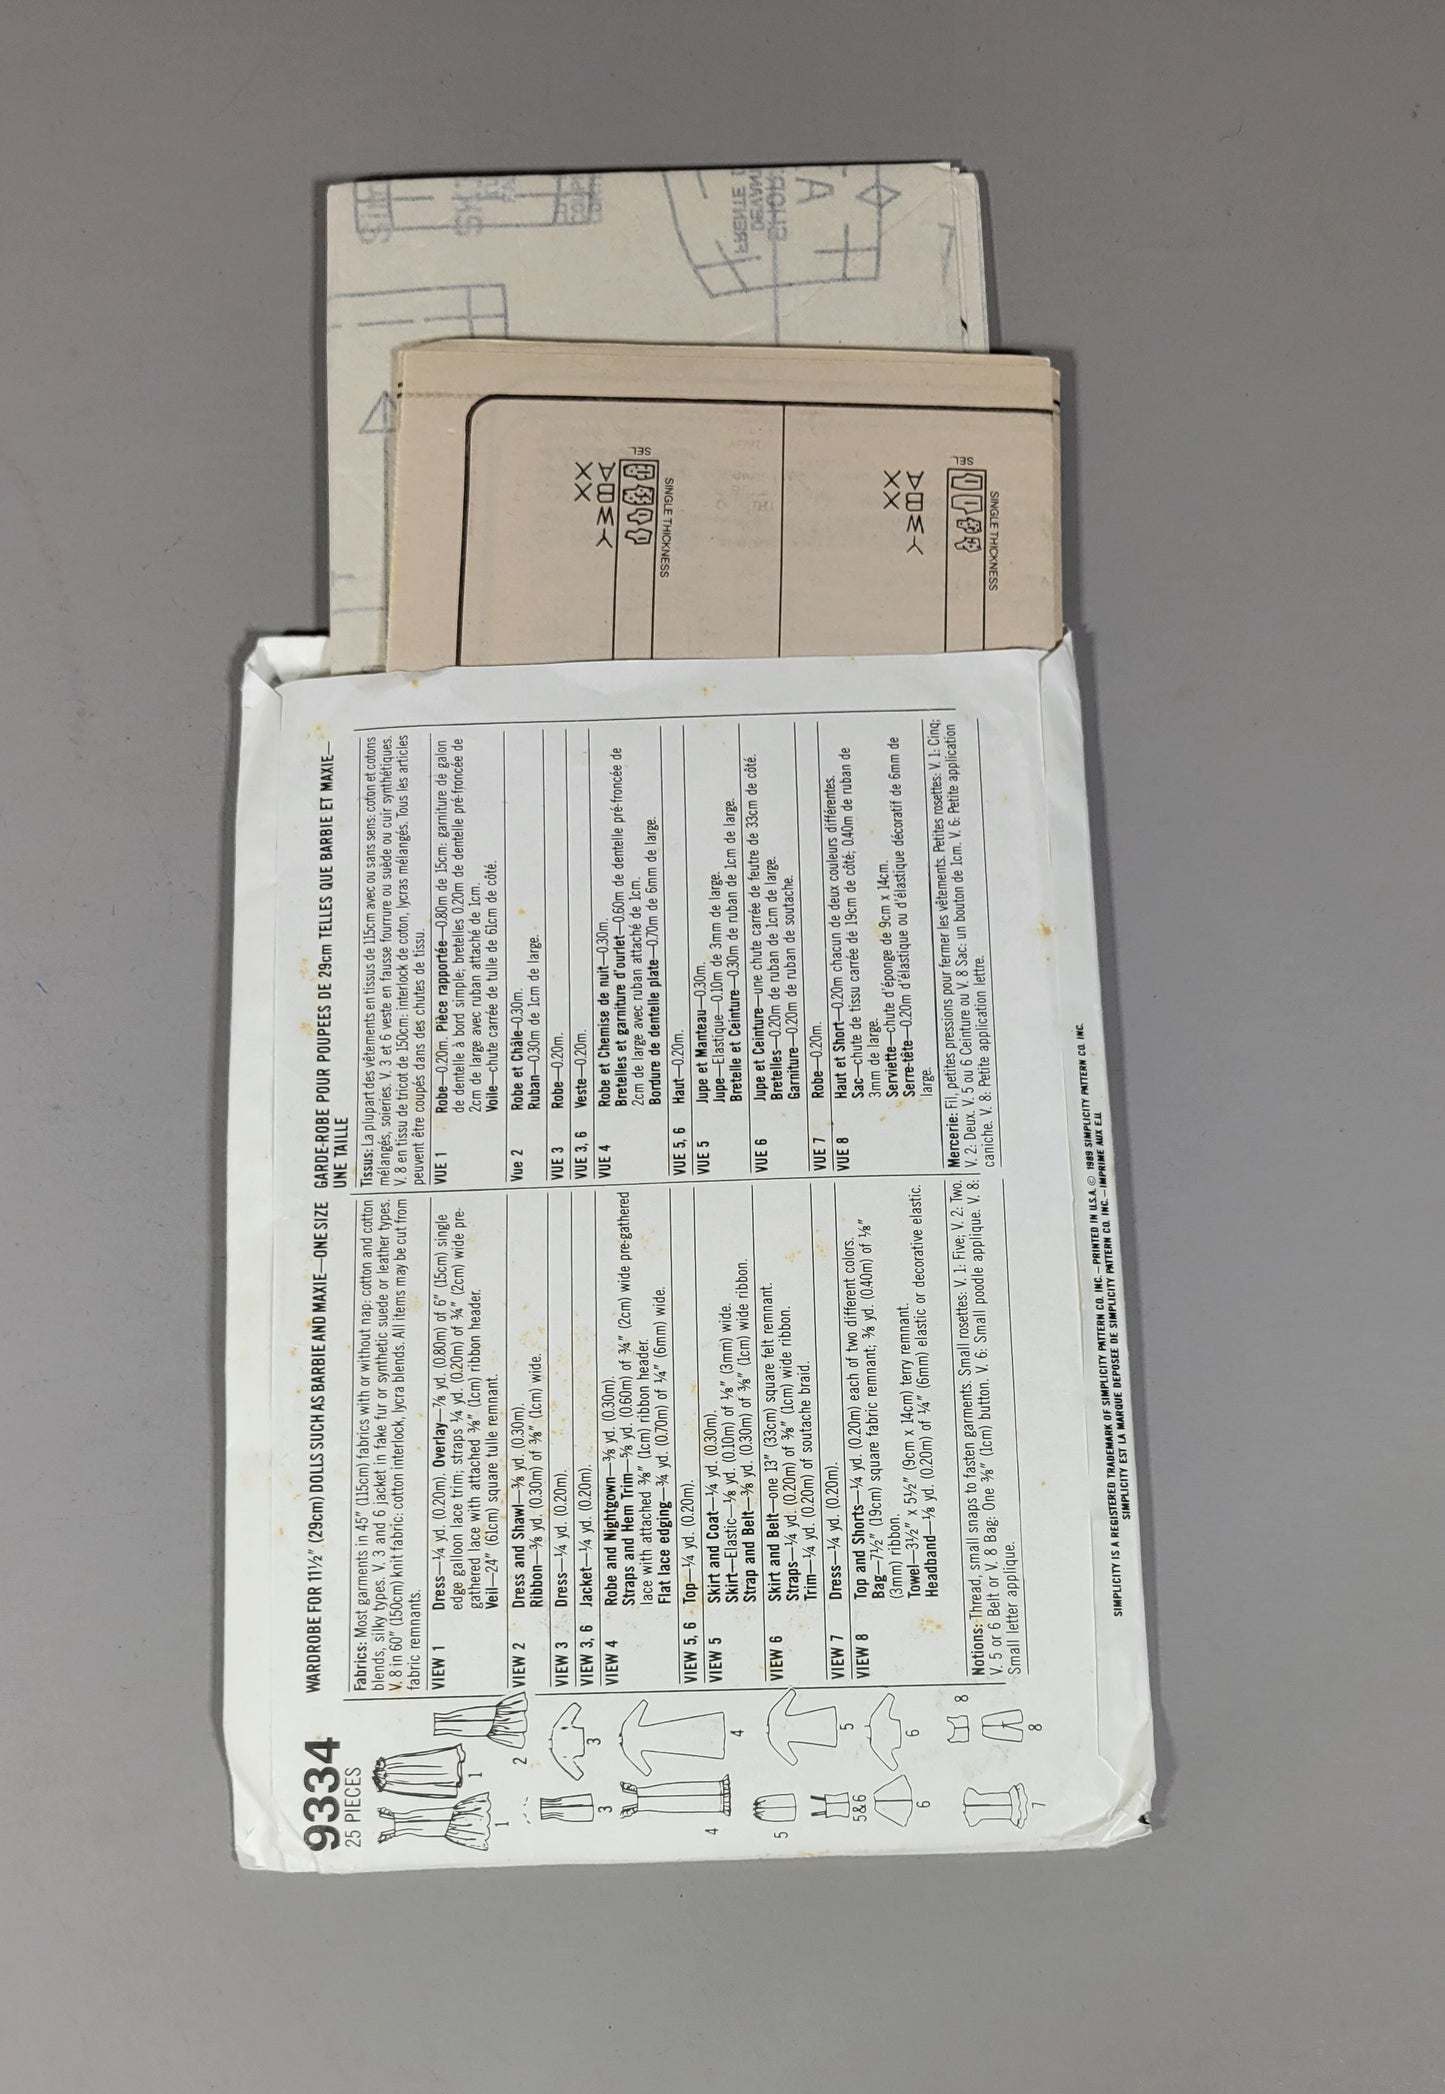 9334
25 PIECES
WARDROBE FOR 11½" (29cm) DOLLS SUCH AS BARBIE AND MAXIE—ONE SIZE
Fabrics: Most garments in 45" (115cm) fabrics with or without nap: cotton and cotton
blends, silky types. V. 3 and 6 jacket in fake fur or synthetic suede or leather types.
V. 8 in 60" (150cm) knit fabric: cotton interlock, lycra blends. All items may be cut from
fabric remnants.
VIEW 1 Dress—¼ yd. (0.20m). Overlay—⅞ yd. (0.80m) of 6" (15cm) single
edge galloon lace trim; straps ¼ yd. (0.20m) of ¾" (2cm) wide pre-
gathered lace with attached ⅜" (1cm) ribbon header.
Veil—24" (61cm) square tulle remnant.
VIEW 2 Dress and Shawl—⅜ yd. (0.30m).
Ribbon—⅜ yd. (0.30m) of ⅜" (1cm) wide.
VIEW 3 Dress—¼ yd. (0.20m).
VIEW 3, 6 Jacket—¼ yd. (0.20m).
VIEW 4 Robe and Nightgown—⅜ yd. (0.30m).
Straps and Hem Trim—⅝ yd. (0.60m) of ¾" (2cm) wide pre-gathered
lace with attached ⅜" (1cm) ribbon header.
Flat lace edging—¾ yd. (0.70m) of ¼" (6mm) wide.
VIEW 5, 6 Top—¼ yd. (0.20m).
VIEW 5 Skirt and Coat—¼ yd. (0.30m).
Skirt—Elastic—⅛ yd. (0.10m) of ⅛" (3mm) wide.
Strap and Belt—⅜ yd. (0.30m) of ⅜" (1cm) wide ribbon.
VIEW 6 Skirt and Belt—one 13" (33cm) square felt remnant.
Straps—¼ yd. (0.20m) of ⅜" (1cm) wide ribbon.
Trim—¼ yd. (0.20m) of soutache braid.
VIEW 7 Dress—¼ yd. (0.20m).
VIEW 8 Top and Shorts—¼ yd. (0.20m) each of two different colors.
Bag—7½" (19cm) square fabric remnant; ⅜ yd. (0.40m) of ⅛"
(3mm) ribbon.
Towel—3½" x 5½" (9cm x 14cm) terry remnant.
Headband—⅛ yd. (0.20m) of ¼" (6mm) elastic or decorative elastic.
Notions: Thread, small snaps to fasten garments. Small rosettes: V. 1: Five; V. 2: Two.
V. 5 or 6 Belt or V. 8 Bag: One ⅜" (1cm) button. V. 6: Small poodle applique. V. 8:
Small letter applique.
GARDE-ROBE POUR POUPEES DE 29cm TELLES QUE BARBIE ET MAXIE—
UNE TAILLE
Tissus: La plupart des vêtements en tissus de 115cm avec ou sans sens: coton et cotons
mélangés, soieries. V. 3 et 6 veste en fausse fourrure ou suède ou cuir synthétiques.
V. 8 en tissu de tricot de 150cm: interlock de coton, lycras mélangés. Tous les articles
peuvent être coupés dans des chutes de tissu.
VUE 1 Robe—0.20m. Pièce rapportée—0.80m de 15cm: garniture de galon
de dentelle à bord simple; bretelles 0.20m de dentelle pré-froncée de
2cm de large avec ruban attaché de 1cm.
Voile—chute carrée de tulle de 61cm de côté.
Vue 2 Robe et Châle—0.30m.
Ruban—0.30m de 1cm de large.
VUE 3 Robe—0.20m.
VUE 3, 6 Veste—0.20m.
VUE 4 Robe et Chemise de nuit—0.30m.
Bretelles et garniture d'ourlet—0.60m de dentelle pré-froncée de
2cm de large avec ruban attaché de 1cm.
Bordure de dentelle plate—0.70m de 6mm de large.
VUE 5, 6 Haut—0.20m.
VUE 5 Jupe et Manteau—0.30m.
Jupe—Elastique—0.10m de 3mm de large.
Bretelle et Ceinture—0.30m de ruban de 1cm de large.
VUE 6 Jupe et Ceinture—une chute carrée de feutre de 33cm de côté.
Bretelles—0.20m de ruban de 1cm de large.
Garniture—0.20m de ruban de soutache.
VUE 7 Robe—0.20m.
VUE 8 Haut et Short—0.20m chacun de deux couleurs différentes.
Sac—chute de tissu carrée de 19cm de côté; 0.40m de ruban de
3mm de large.
Serviette—chute d'éponge de 9cm x 14cm.
Serre-tête—0.20m d'élastique ou d'élastique décoratif de 6mm de
large.
Mercerie: Fil, petites pressions pour fermer les vêtements. Petites rosettes: V. 1: Cinq;
V. 2: Deux. V. 5 ou 6 Ceinture ou V. 8 Sac: un bouton de 1cm. V. 6: Petite application
caniche. V. 8: Petite application lettre.
1
1
2
3
3
4
4
5
5
5&6
6
6
7
8
8
SIMPLICITY IS A REGISTERED TRADEMARK OF SIMPLICITY PATTERN CO. INC.—PRINTED IN U.S.A. © 1989 SIMPLICITY PATTERN CO. INC.
SIMPLICITY EST LA MARQUE DEPOSEE DE SIMPLICITY PATTERN CO. INC.—IMPRIME AUX E.U.
SEL.
SINGLE THICKNESS
SEL.
SINGLE THICKNESS
FRENTE
DEVANT
A